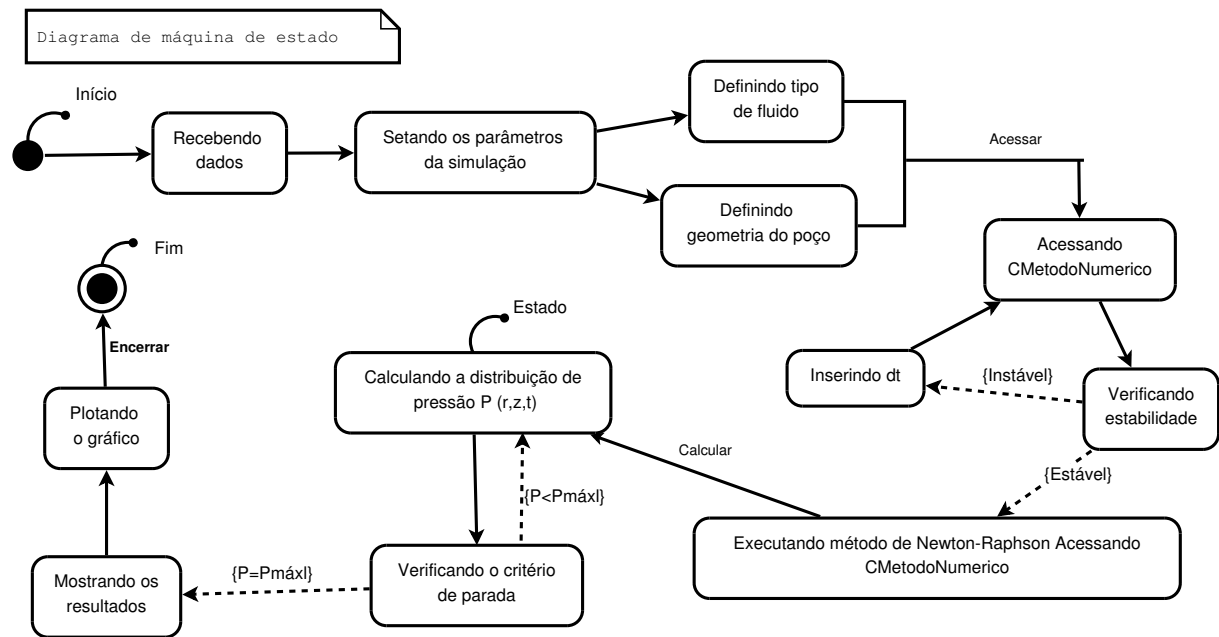 Diagrama de máquina de estado
Início
Recebendo
dados
Setando os parâmetros
da simulação
Definindo tipo
de fluido
Definindo
geometria do poço
Acessar
Acessando
CMetodoNumerico
Verificando
estabilidade
{Instável}
Inserindo dt
{Estável}
Executando método de Newton-Raphson Acessando
CMetodoNumerico
Calcular
Estado
Calculando a distribuição de
pressão P (r,z,t)
{P<Pmáxl}
Verificando o critério
de parada
{P=Pmáxl}
Mostrando os
resultados
Plotando
o gráfico
Encerrar
Fim